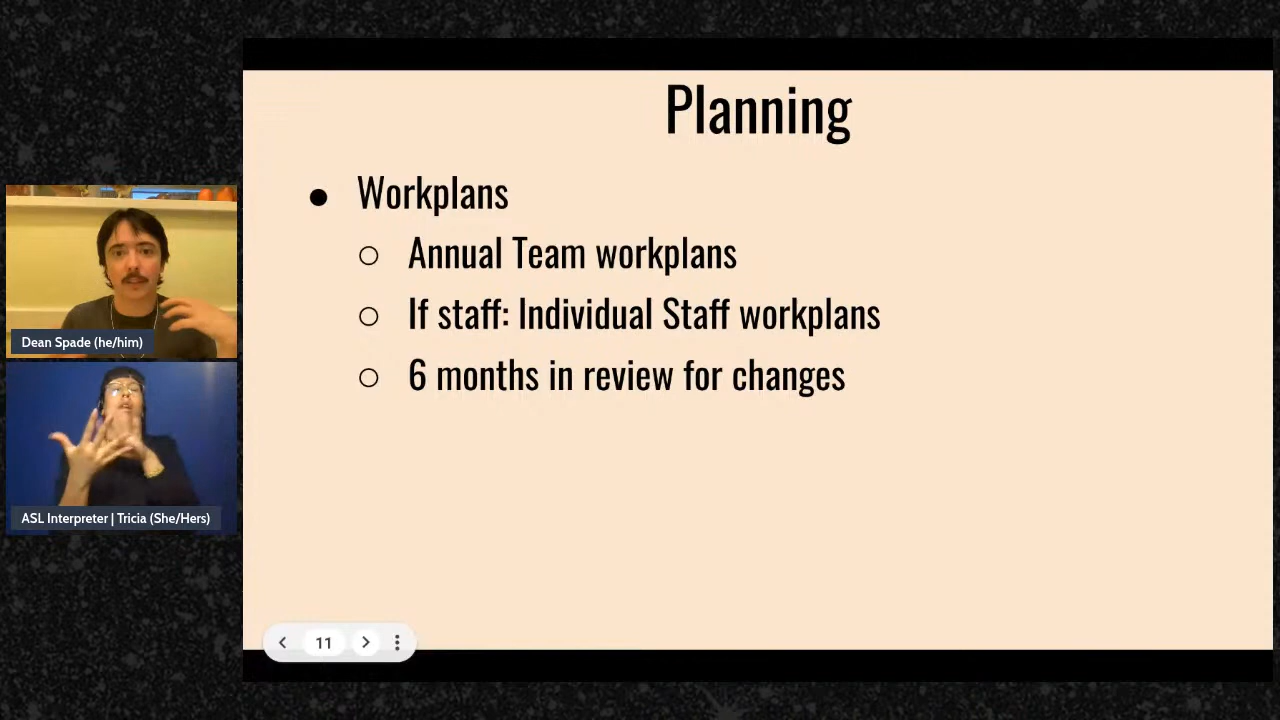 Planning
Workplans
Annual Team workplans
If staff: Individual Staff workplans
6 months in review for changes
Dean Spade (he/him)
ASL Interpreter | Tricia (She/Hers)
11